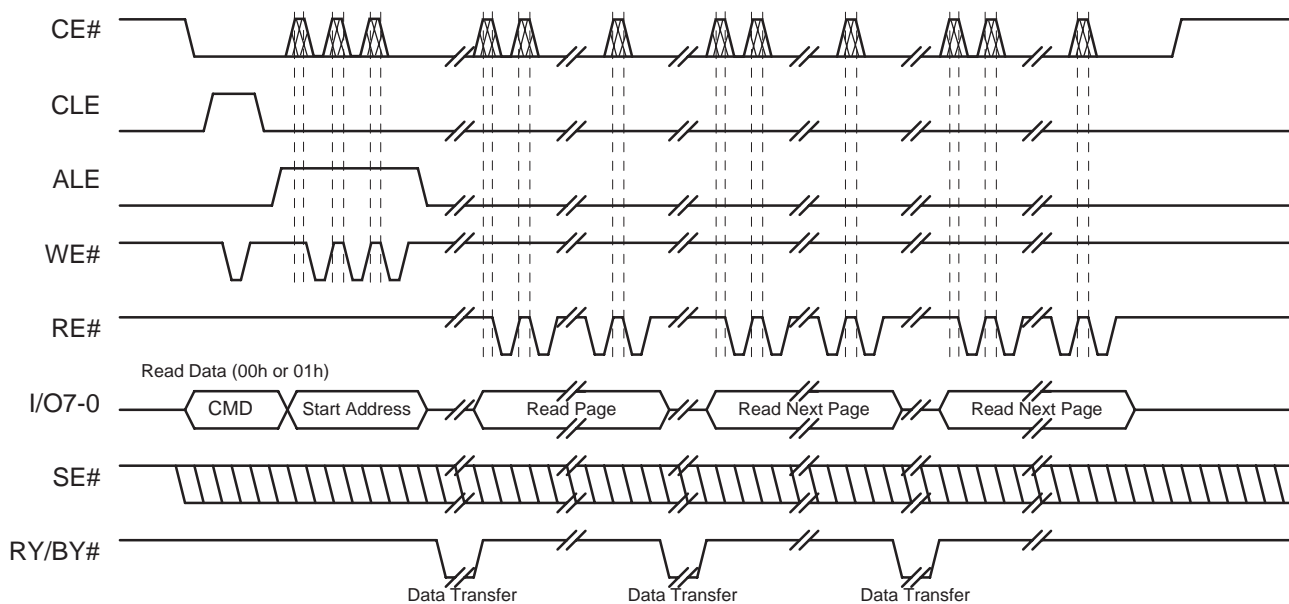 CE#
CLE
ALE
WE#
RE#
Read Data (00h or 01h)
I/O7-0
CMD
Start Address
Read Page
Read Next Page
Read Next Page
SE#
RY/BY#
Data Transfer
Data Transfer
Data Transfer